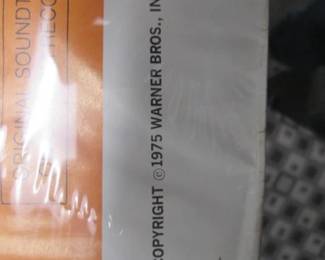 ORIGINAL SOUNDT
RECO
COPYRIGHT ©1975 WARNER BROS., IN